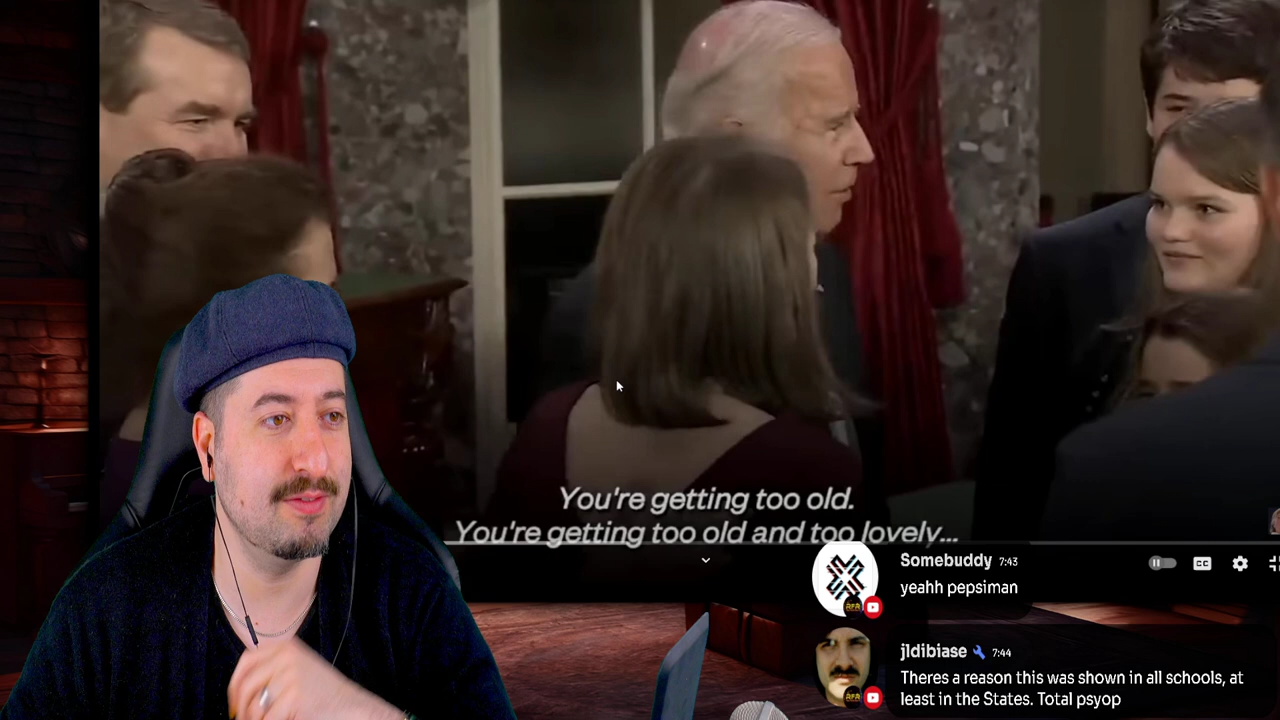 You're getting too old.
You're getting too old and too lovely...
CC
Somebuddy 7:43
yeahh pepsiman
jldibiase 7:44
Theres a reason this was shown in all schools, at
least in the States. Total psyop